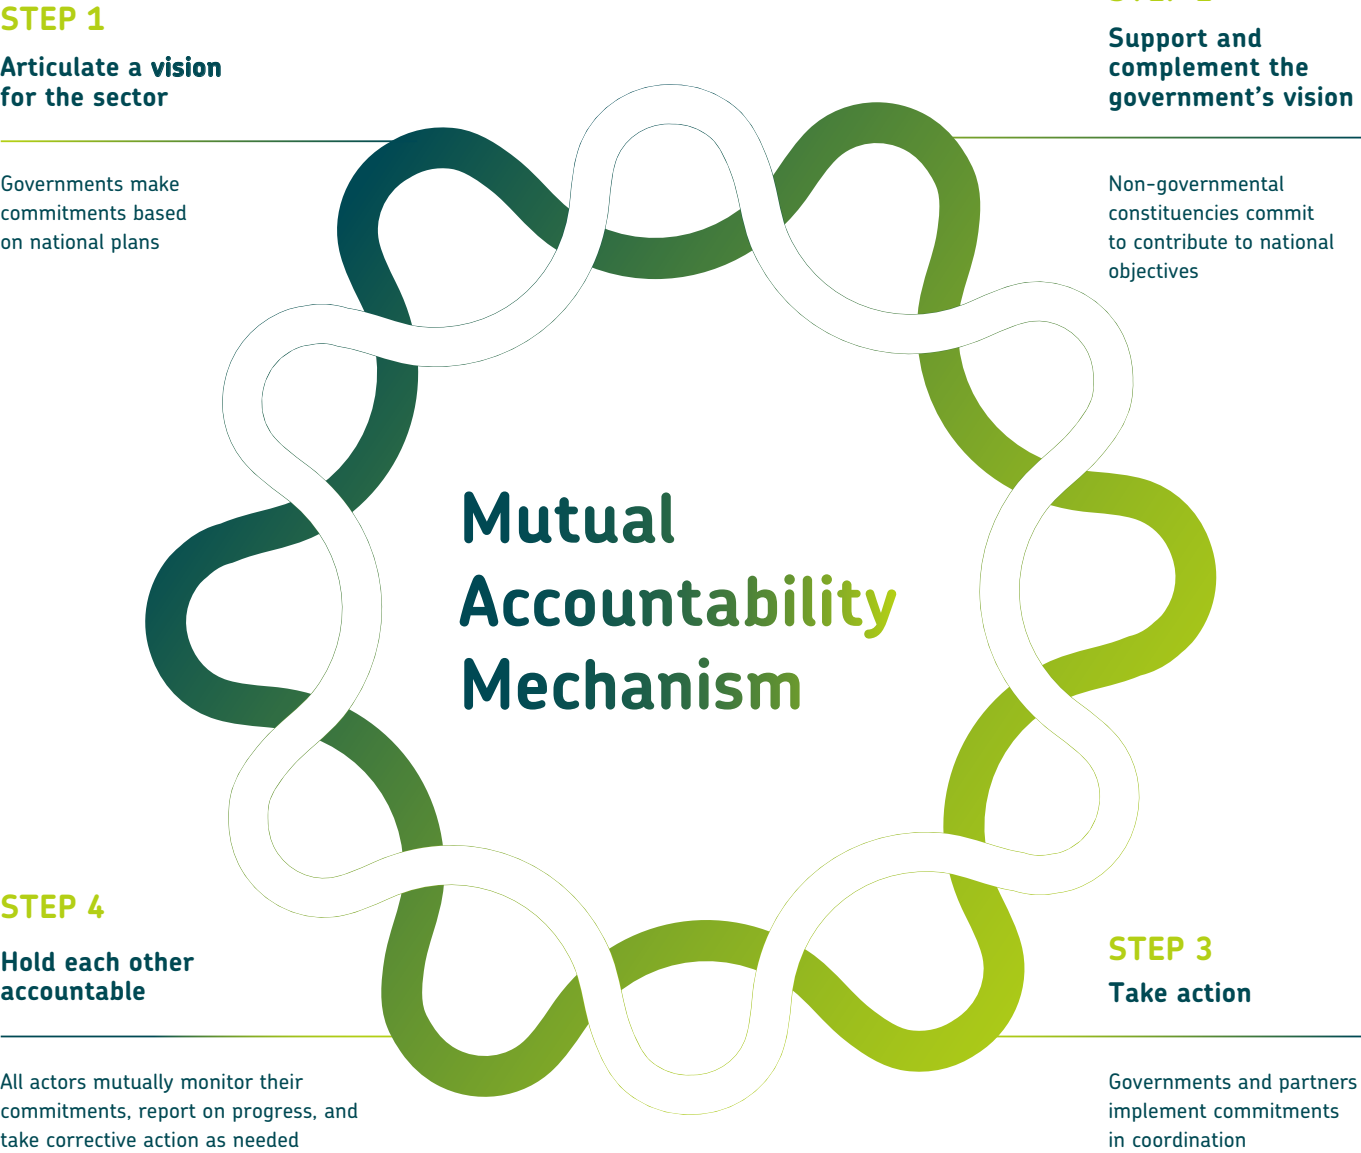 STEP 1
Articulate a vision
for the sector
Governments make
commitments based
on national plans
Support and
complement the
government's vision
Non-governmental
constituencies commit
to contribute to national
objectives
Mutual
Accountability
Mechanism
STEP 3
Take action
Governments and partners
implement commitments
in coordination
STEP 4
Hold each other
accountable
All actors mutually monitor their
commitments, report on progress, and
take corrective action as needed